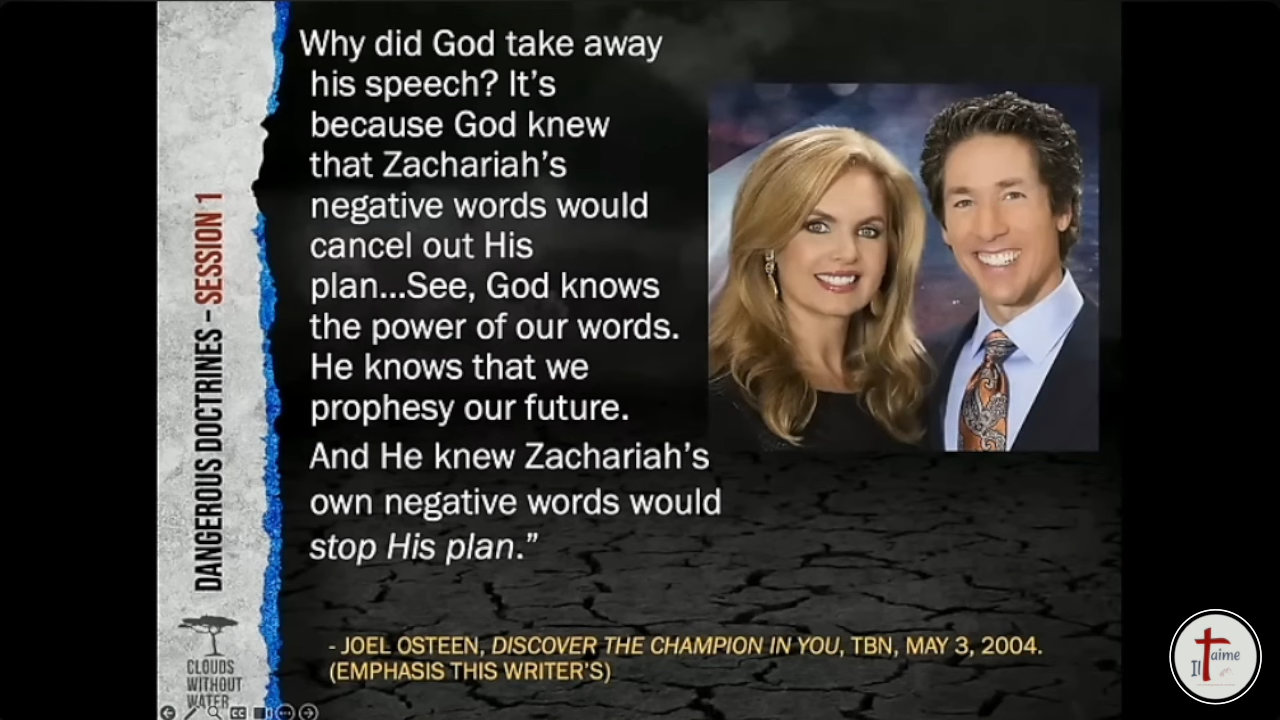 Why did God take away
his speech? It’s
because God knew
that Zachariah’s
negative words would
cancel out His
plan...See, God knows
the power of our words.
He knows that we
prophesy our future.
And He knew Zachariah’s
own negative words would
stop His plan.”
- JOEL OSTEEN, DISCOVER THE CHAMPION IN YOU, TBN, MAY 3, 2004.
(EMPHASIS THIS WRITER’S)
DANGEROUS DOCTRINES – SESSION 1
CLOUDS
WITHOUT
WATER
CC
Il t aime